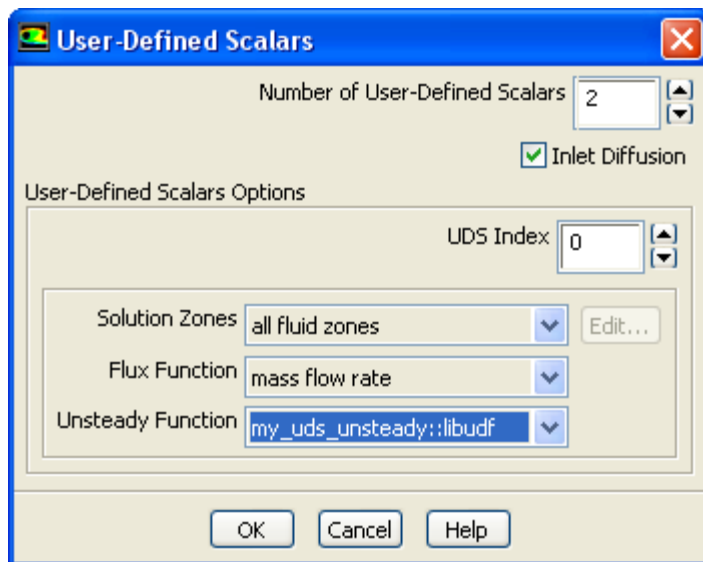 User-Defined Scalars
Number of User-Defined Scalars 2
Inlet Diffusion
User-Defined Scalars Options
UDS Index 0
Solution Zones all fluid zones Edit...
Flux Function mass flow rate
Unsteady Function my_uds_unsteady::libudf
OK Cancel Help